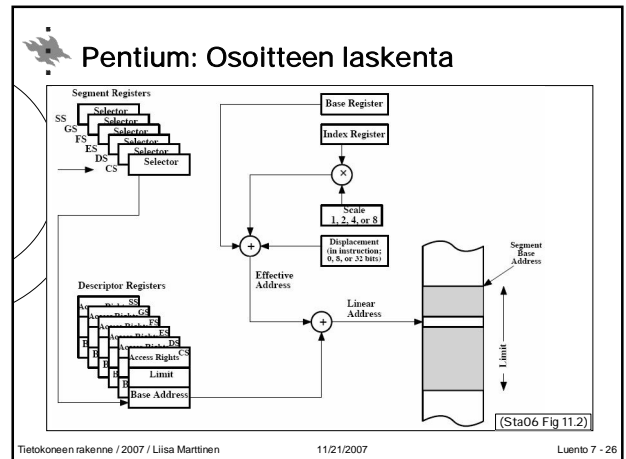 Pentium: Osoitteen laskenta
Segment Registers
SS
GS
FS
ES
DS
CS
Selector
Selector
Selector
Selector
Selector
Selector
Base Register
Index Register
×
Scale
1, 2, 4, or 8
Displacement
(in instruction;
0, 8, or 32 bits)
+
Effective
Address
Segment
Base
Address
Descriptor Registers
SS
GS
FS
ES
DS
CS
Access Rights
Limit
Base Address
+
Linear
Address
Limit
(Sta06 Fig 11.2)
Tietokoneen rakenne / 2007 / Liisa Marttinen
11/21/2007
Luento 7 - 26